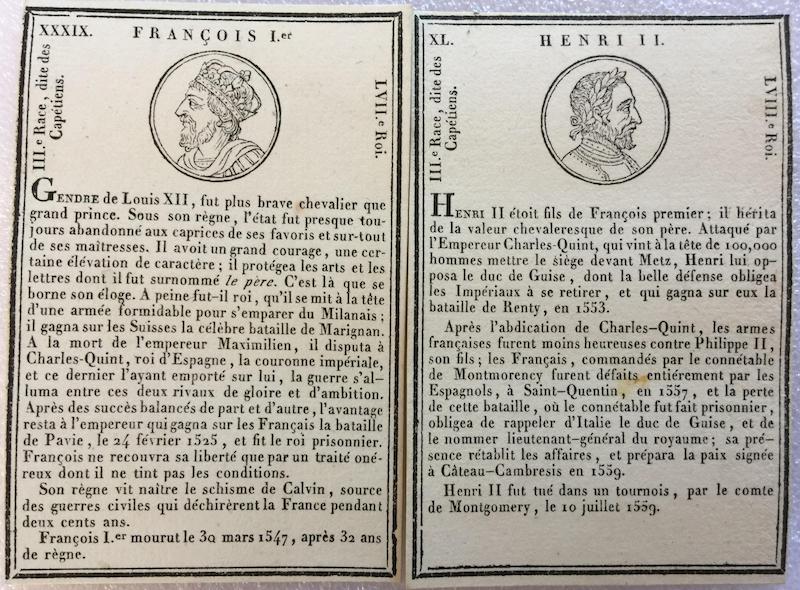 XXXIX.
FRANÇOIS I.er
III.e Race, dite des
Capétiens.
LVII.e Roi.
GENDRE de Louis XII, fut plus brave chevalier que
grand prince. Sous son règne, l'état fut presque tou-
jours abandonné aux caprices de ses favoris et sur-tout
de ses maîtresses. Il avoit un grand courage, une cer-
taine élévation de caractère; il protégea les arts et les
lettres dont il fut surnommé le père. C'est là que se
borne son éloge. A peine fut-il roi, qu'il se mit à la tête
d'une armée formidable pour s'emparer du Milanais;
il gagna sur les Suisses la célèbre bataille de Marignan.
A la mort de l'empereur Maximilien, il disputa à
Charles-Quint, roi d'Espagne, la couronne impériale,
et ce dernier l'ayant emporté sur lui, la guerre s'al-
luma entre ces deux rivaux de gloire et d'ambition.
Après des succès balancés de part et d'autre, l'avantage
resta à l'empereur qui gagna sur les Français la bataille
de Pavie, le 24 février 1525, et fit le roi prisonnier.
François ne recouvra sa liberté que par un traité oné-
reux dont il ne tint pas les conditions.
Son règne vit naître le schisme de Calvin, source
des guerres civiles qui déchirèrent la France pendant
deux cents ans.
François I.er mourut le 30 mars 1547, après 32 ans
de règne.
XL.
HENRI II.
III.e Race, dite des
Capétiens.
LVIII.e Roi.
HENRI II étoit fils de François premier; il hérita
de la valeur chevaleresque de son père. Attaqué par
l'Empereur Charles-Quint, qui vint à la tête de 100,000
hommes mettre le siège devant Metz, Henri lui op-
posa le duc de Guise, dont la belle défense obligea
les Impériaux à se retirer, et qui gagna sur eux la
bataille de Renty, en 1553.
Après l'abdication de Charles-Quint, les armes
françaises furent moins heureuses contre Philippe II,
son fils; les Français, commandés par le connétable
de Montmorency furent défaits entiérement par les
Espagnols, à Saint-Quentin, en 1557, et la perte
de cette bataille, où le connétable fut fait prisonnier,
obligea de rappeler d'Italie le duc de Guise, et de
le nommer lieutenant-général du royaume; sa pré-
sence rétablit les affaires, et prépara la paix signée
à Câteau-Cambresis en 1559.
Henri II fut tué dans un tournois, par le comte
de Montgomery, le 10 juillet 1559.